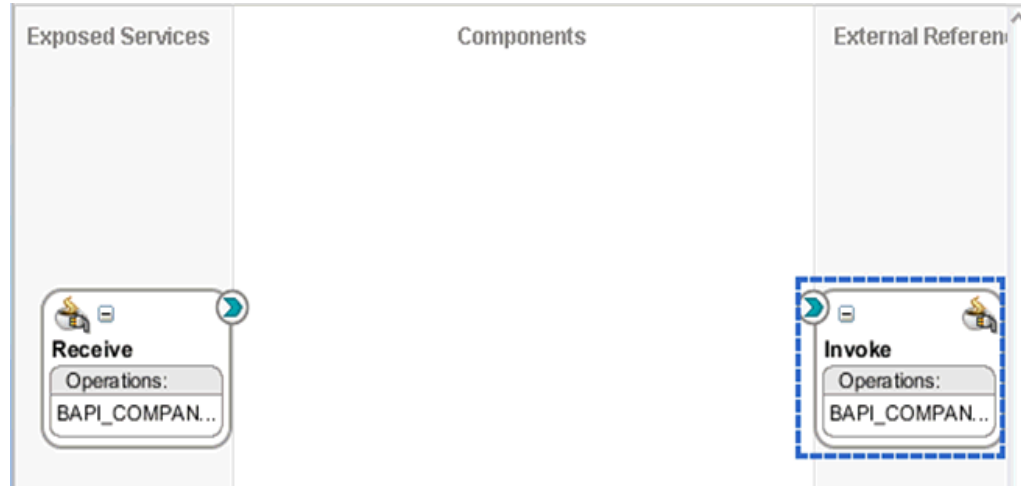 Exposed Services
Components
External Referen
Receive
Operations:
BAPI_COMPAN...
Invoke
Operations:
BAPI_COMPAN...